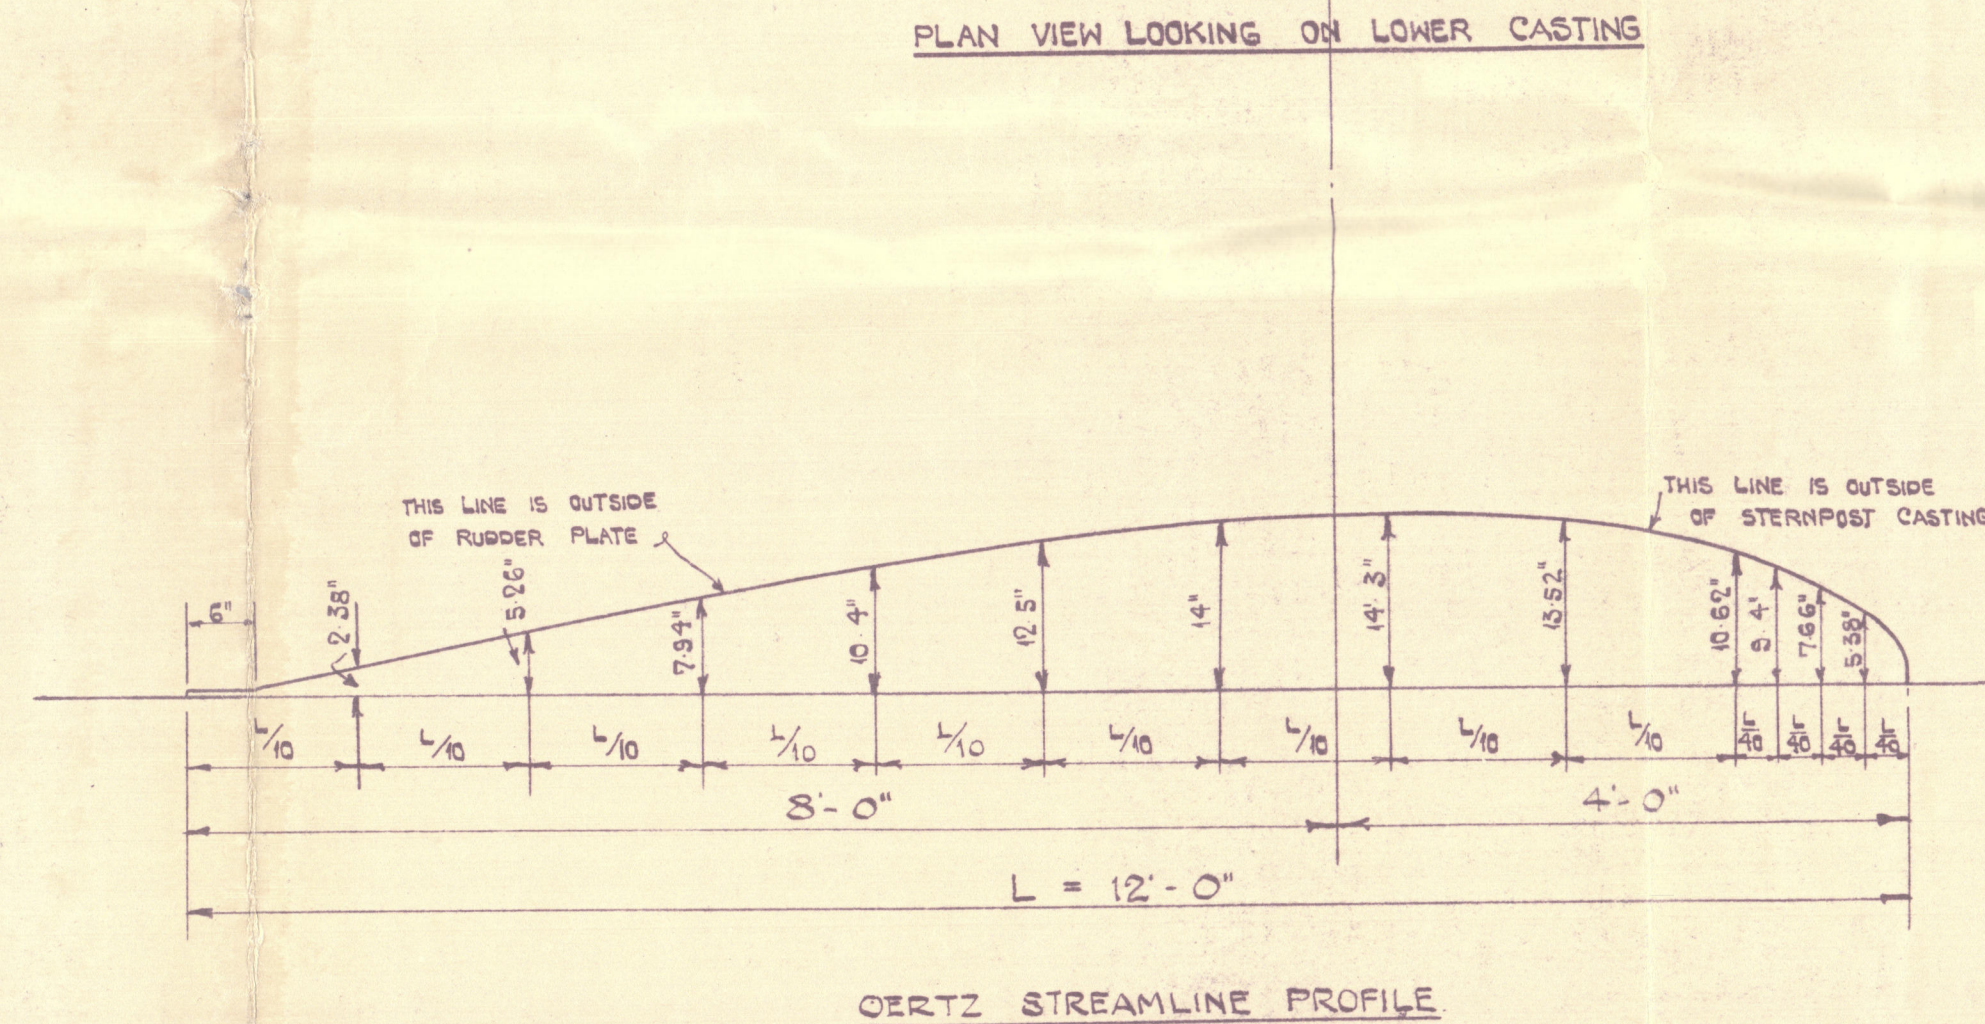 PLAN VIEW LOOKING ON LOWER CASTING
THIS LINE IS OUTSIDE
OF RUDDER PLATE
THIS LINE IS OUTSIDE
OF STERNPOST CASTING
6"
2.38"
5.26"
7.94"
10.4"
12.5"
14"
14.3"
13.52"
10.62"
9.4'
7.66"
5.38'
L/10 L/10 L/10 L/10 L/10 L/10 L/10 L/10 L/10 L/40 L/40 L/40 L/40
8'-0" 4'-0"
L = 12'-0"
OERTZ STREAMLINE PROFILE.